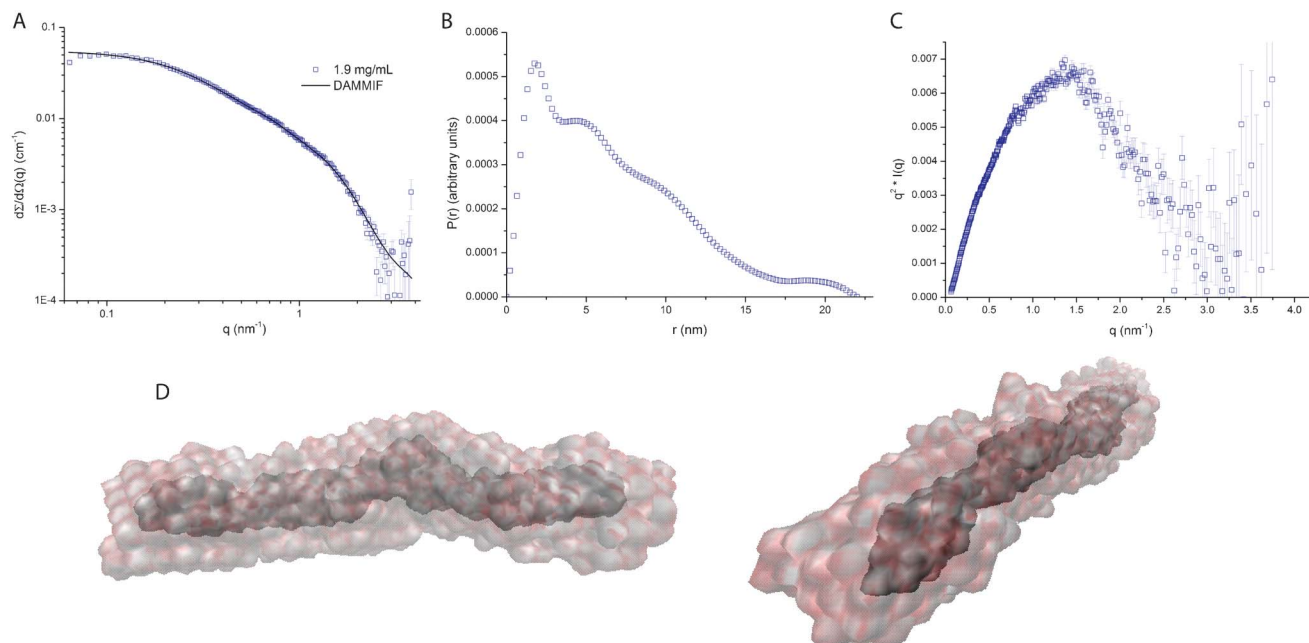 A
dΣ/dΩ(q) (cm⁻¹)
0.1
0.01
1E-3
1E-4
1.9 mg/mL
DAMMIF
0.1
1
q (nm⁻¹)
B
P(r) (arbitrary units)
0.0006
0.0005
0.0004
0.0003
0.0002
0.0001
0.0000
0
5
10
15
20
r (nm)
C
q² * I(q)
0.007
0.006
0.005
0.004
0.003
0.002
0.001
0.000
0.0
0.5
1.0
1.5
2.0
2.5
3.0
3.5
4.0
q (nm⁻¹)
D